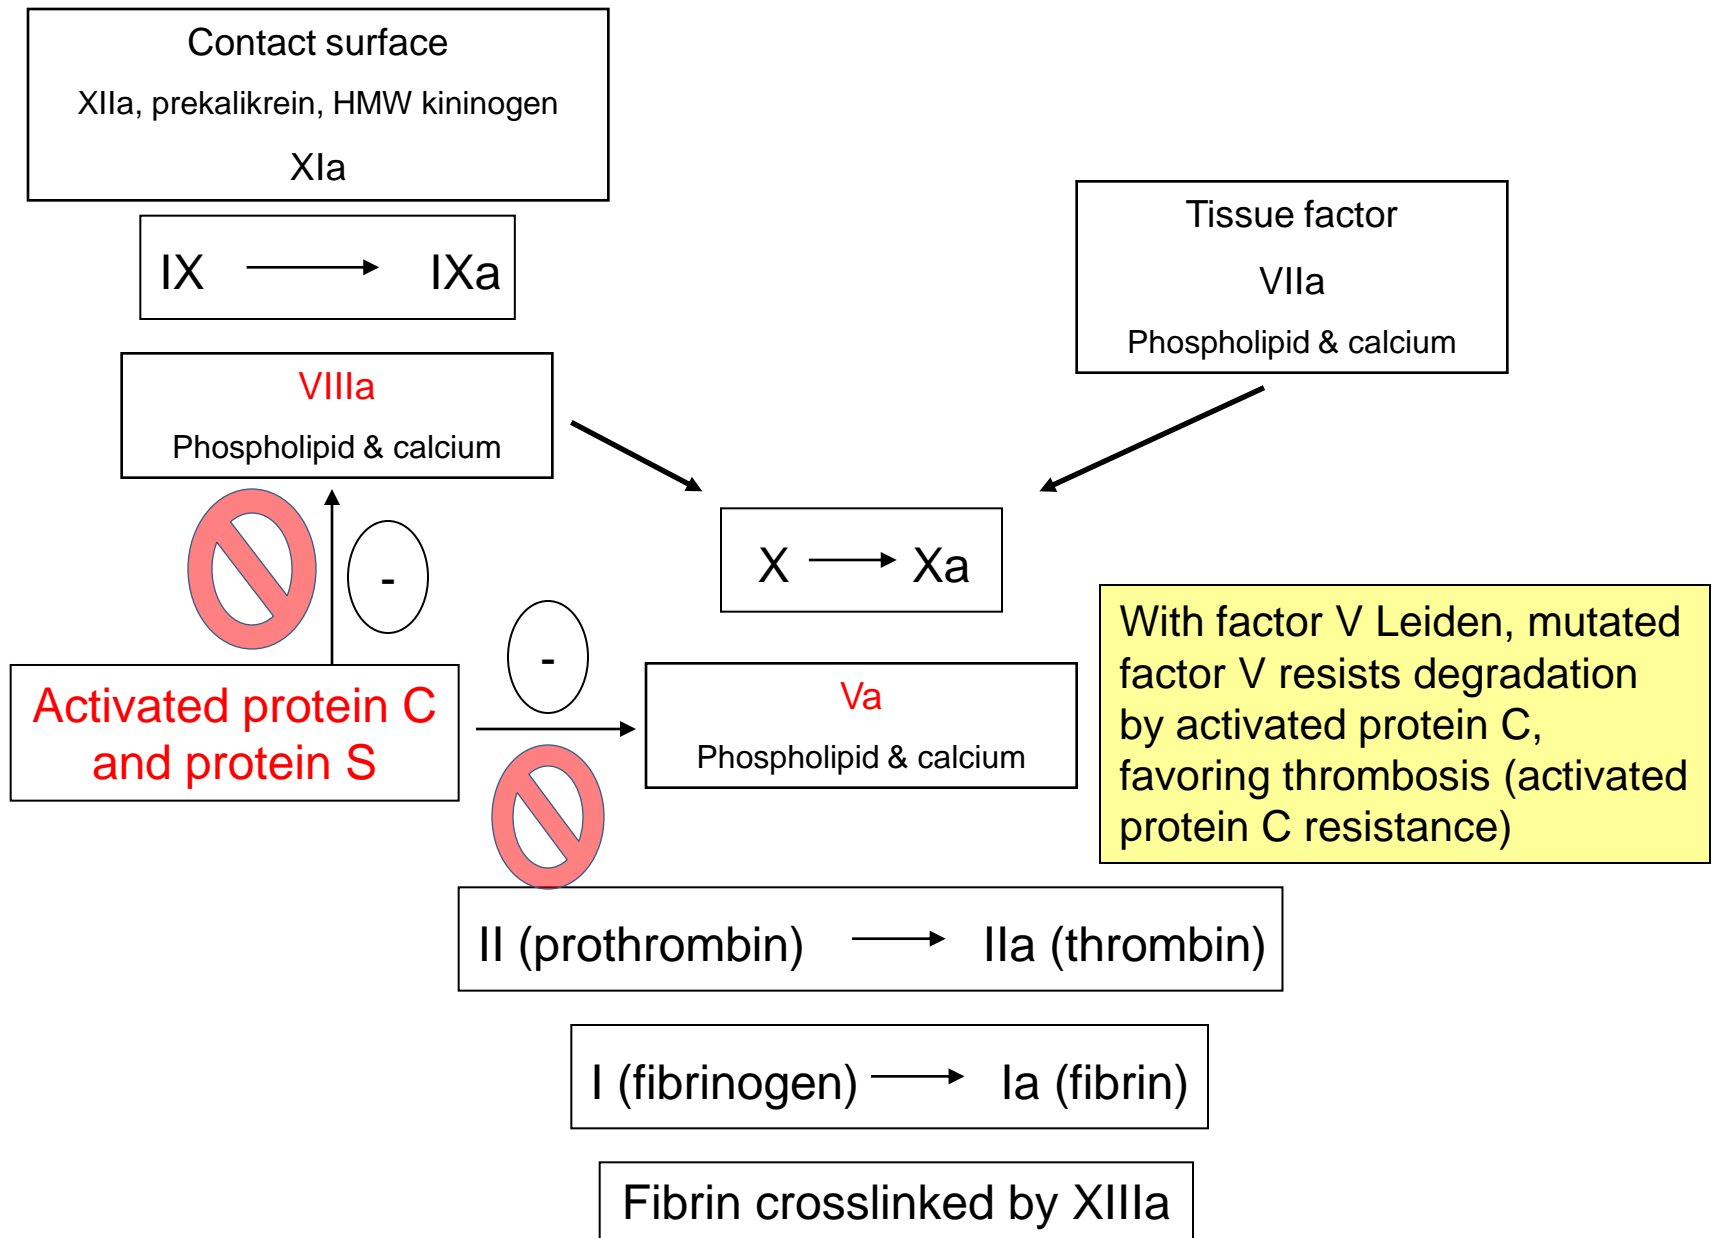 Contact surface
XIIa, prekalikrein, HMW kininogen
XIa
IX IXa
VIIIa
Phospholipid & calcium
Tissue factor
VIIa
Phospholipid & calcium
X Xa
-
-
Activated protein C
and protein S
Va
Phospholipid & calcium
With factor V Leiden, mutated
factor V resists degradation
by activated protein C,
favoring thrombosis (activated
protein C resistance)
II (prothrombin) IIa (thrombin)
I (fibrinogen) Ia (fibrin)
Fibrin crosslinked by XIIIa